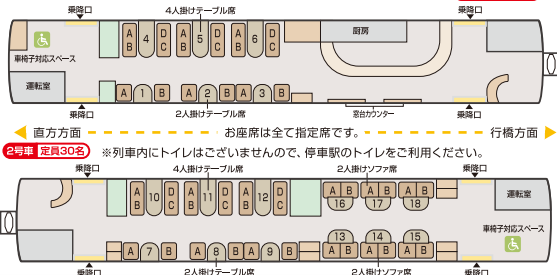 乗降口 4人掛けテーブル席 乗降口
A B 4 D C A B 5 D C A B 6 D C 厨房
車椅子対応スペース
運転室 A 1 B A 2 B A 3 B
乗降口 2人掛けテーブル席 窓台カウンター 乗降口
直方方面 お座席は全て指定席です。 行橋方面
2号車 定員30名 ※列車内にトイレはございませんので、停車駅のトイレをご利用ください。
乗降口 4人掛けテーブル席 2人掛けソファ席 乗降口
A B 10 D C A B 11 D C A B 12 D C A B A B A B 運転室
16 17 18
車椅子対応スペース
13 14 15
A 7 B A 8 B A 9 B A B A B A B
乗降口 2人掛けテーブル席 2人掛けソファ席 乗降口